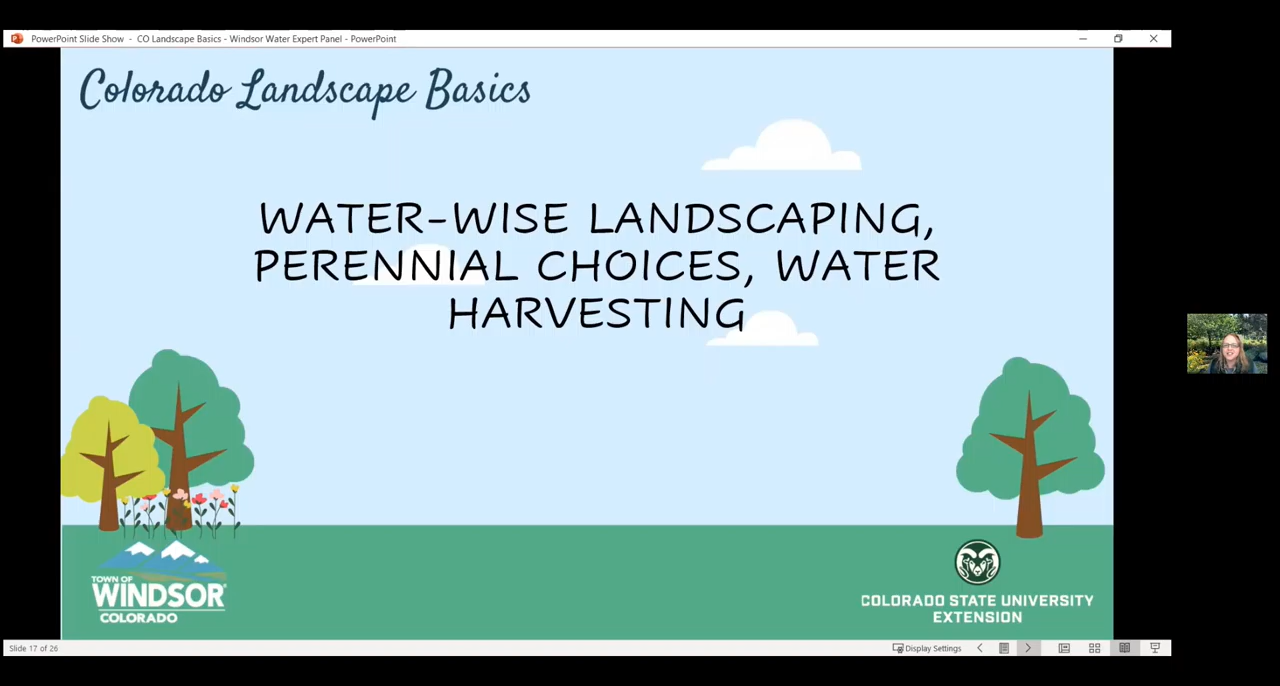 PowerPoint Slide Show - CO Landscape Basics - Windsor Water Expert Panel - PowerPoint
Colorado Landscape Basics
WATER-WISE LANDSCAPING,
PERENNIAL CHOICES, WATER
HARVESTING
TOWN OF
WINDSOR
COLORADO
COLORADO STATE UNIVERSITY
EXTENSION
Slide 17 of 26
Display Settings